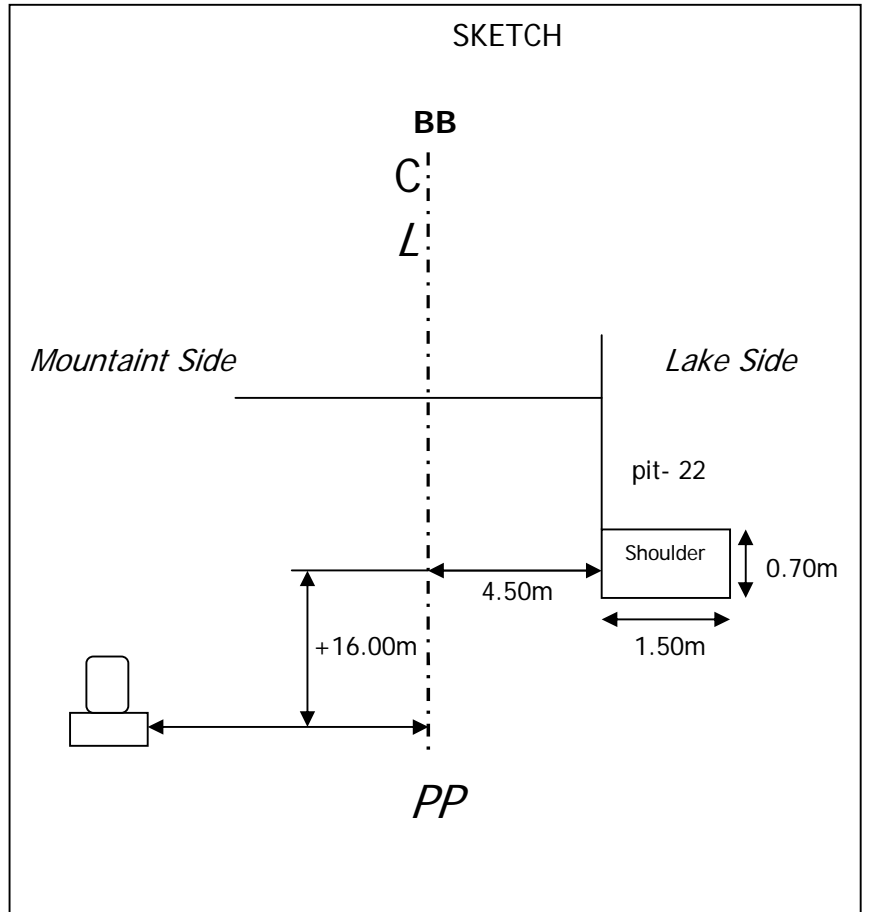 SKETCH
BB
C
L
Mountaint Side
Lake Side
pit- 22
Shoulder
0.70m
4.50m
1.50m
+16.00m
PP